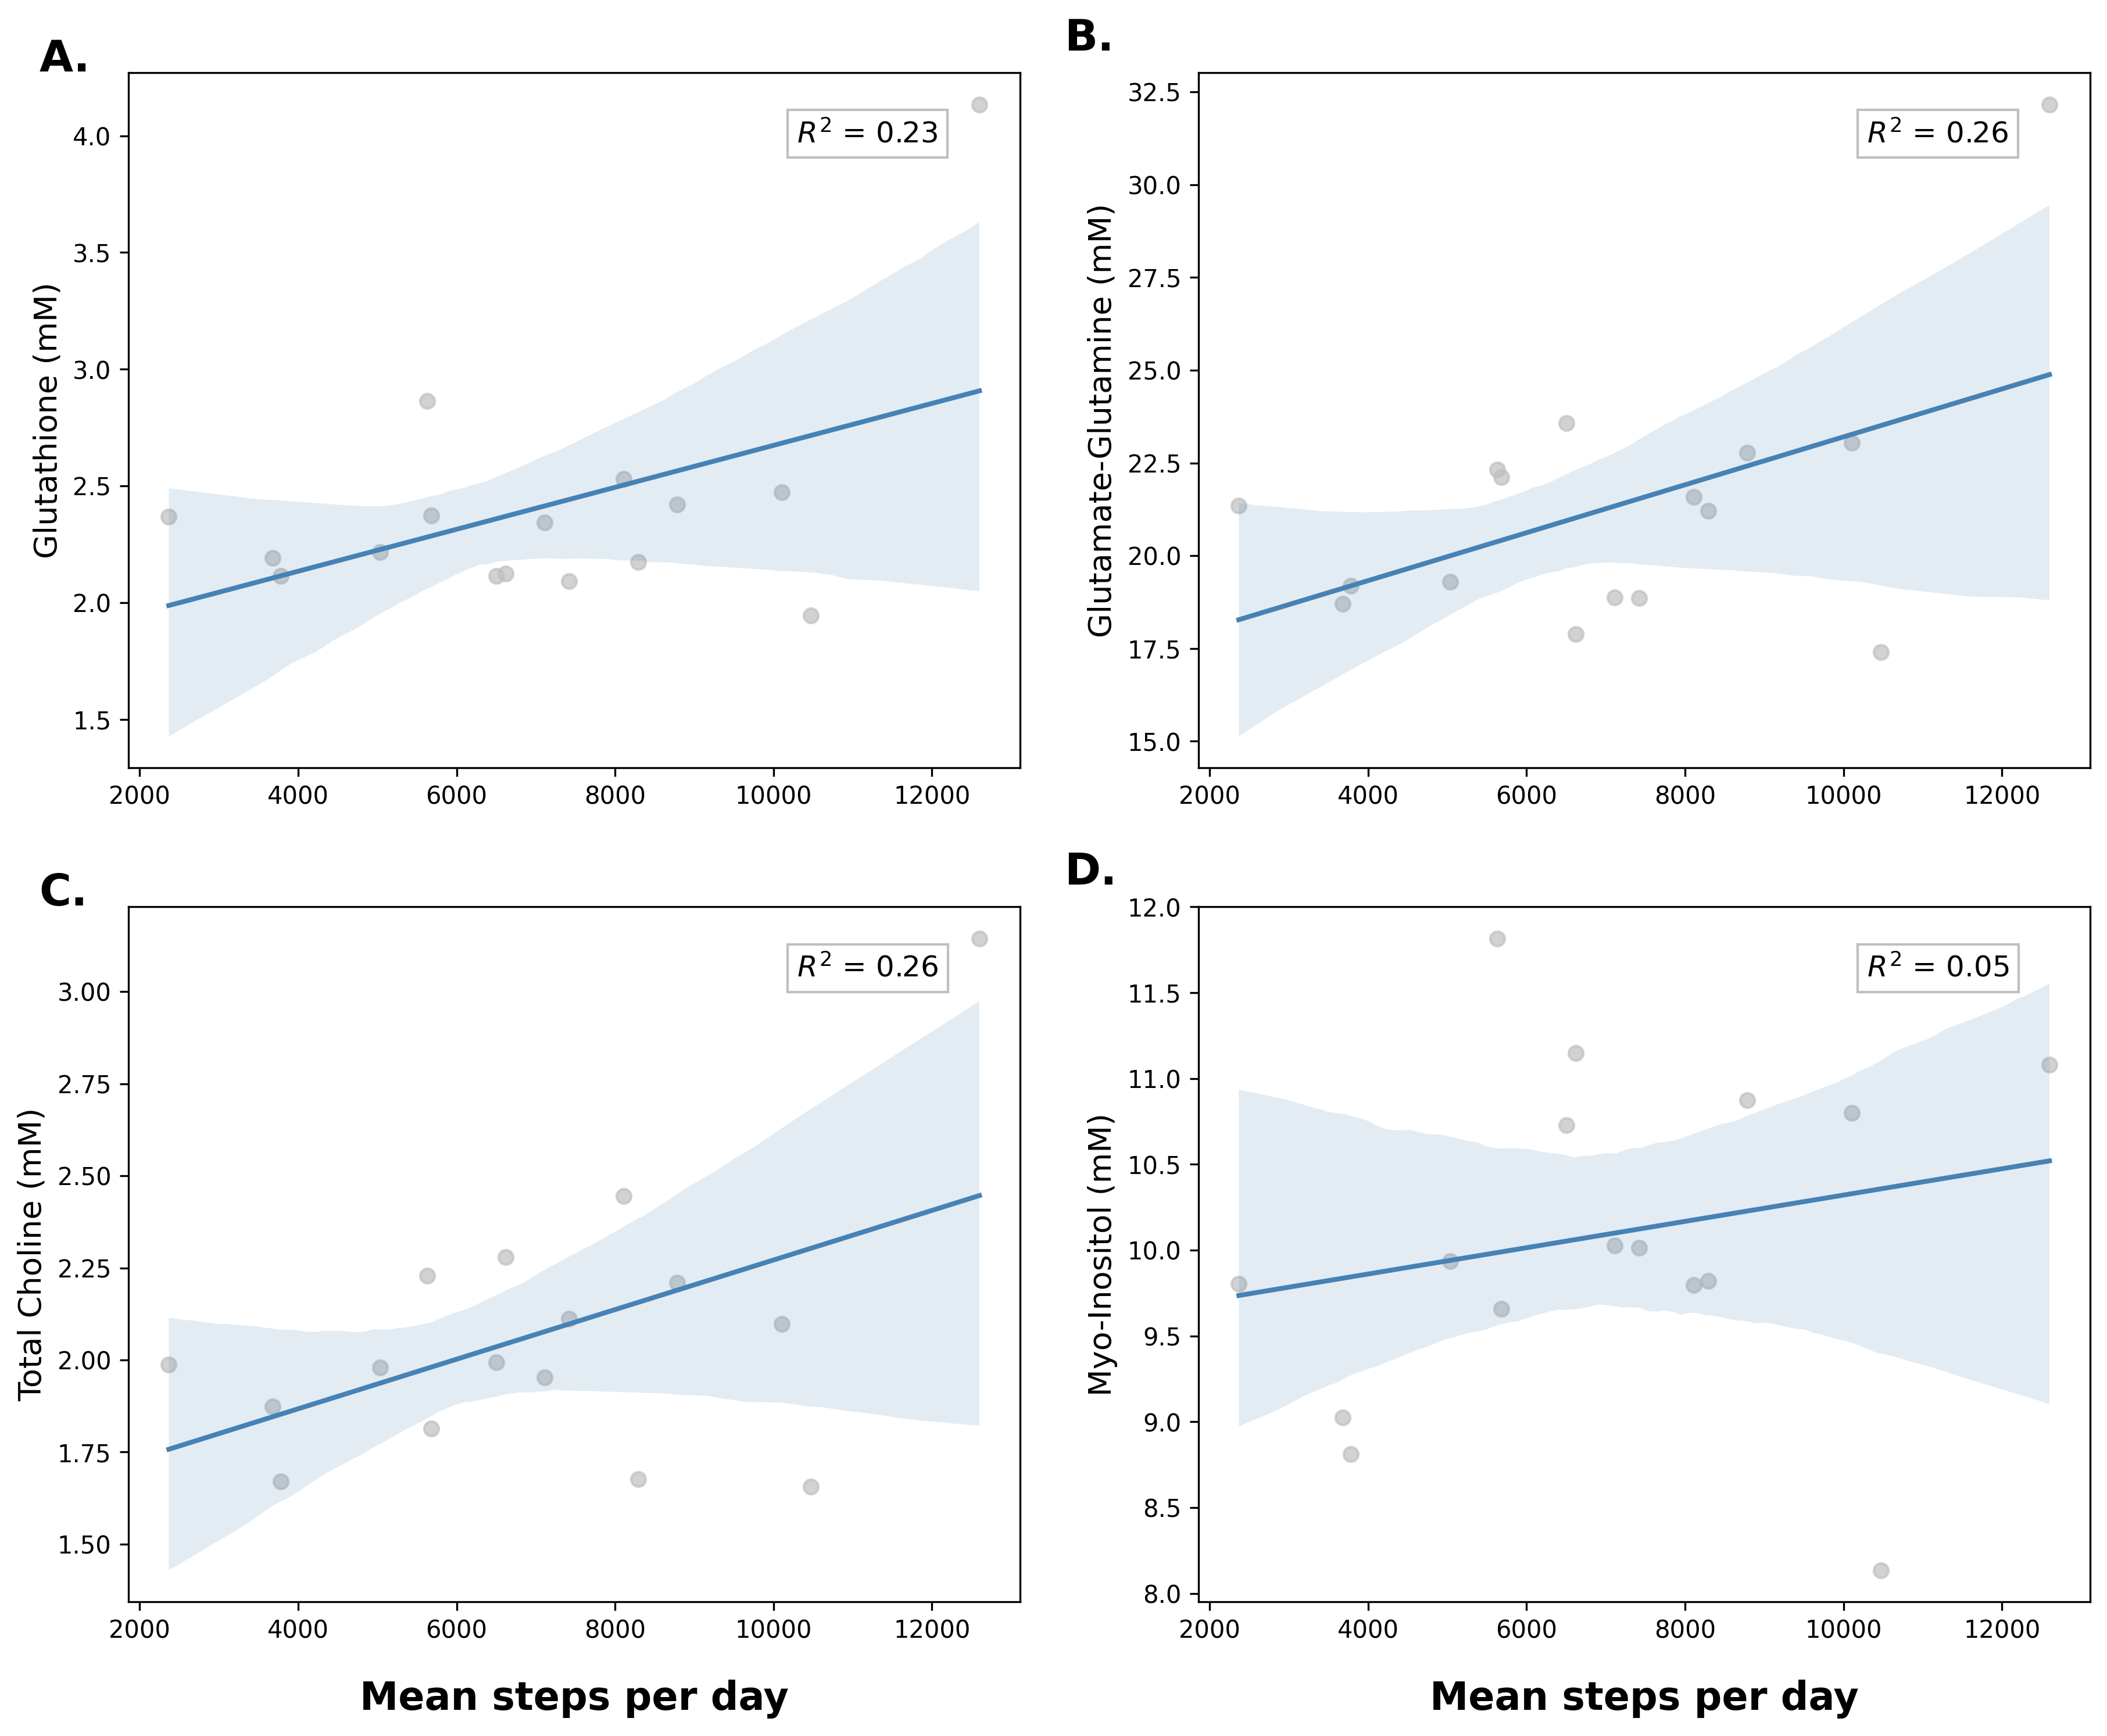 A.
R² = 0.23
Glutathione (mM)
4.0
3.5
3.0
2.5
2.0
1.5
2000 4000 6000 8000 10000 12000
B.
R² = 0.26
Glutamate-Glutamine (mM)
32.5
30.0
27.5
25.0
22.5
20.0
17.5
15.0
2000 4000 6000 8000 10000 12000
C.
R² = 0.26
Total Choline (mM)
3.00
2.75
2.50
2.25
2.00
1.75
1.50
2000 4000 6000 8000 10000 12000
Mean steps per day
D.
R² = 0.05
Myo-Inositol (mM)
12.0
11.5
11.0
10.5
10.0
9.5
9.0
8.5
8.0
2000 4000 6000 8000 10000 12000
Mean steps per day